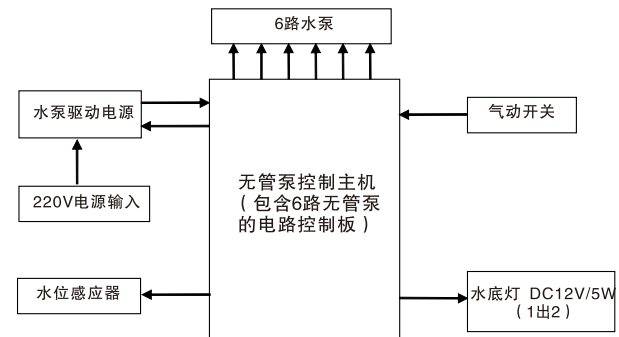 6路水泵
水泵驱动电源
气动开关
220V电源输入
无管泵控制主机
（包含6路无管泵
的电路控制板）
水位感应器
水底灯 DC12V/5W
（1出2）